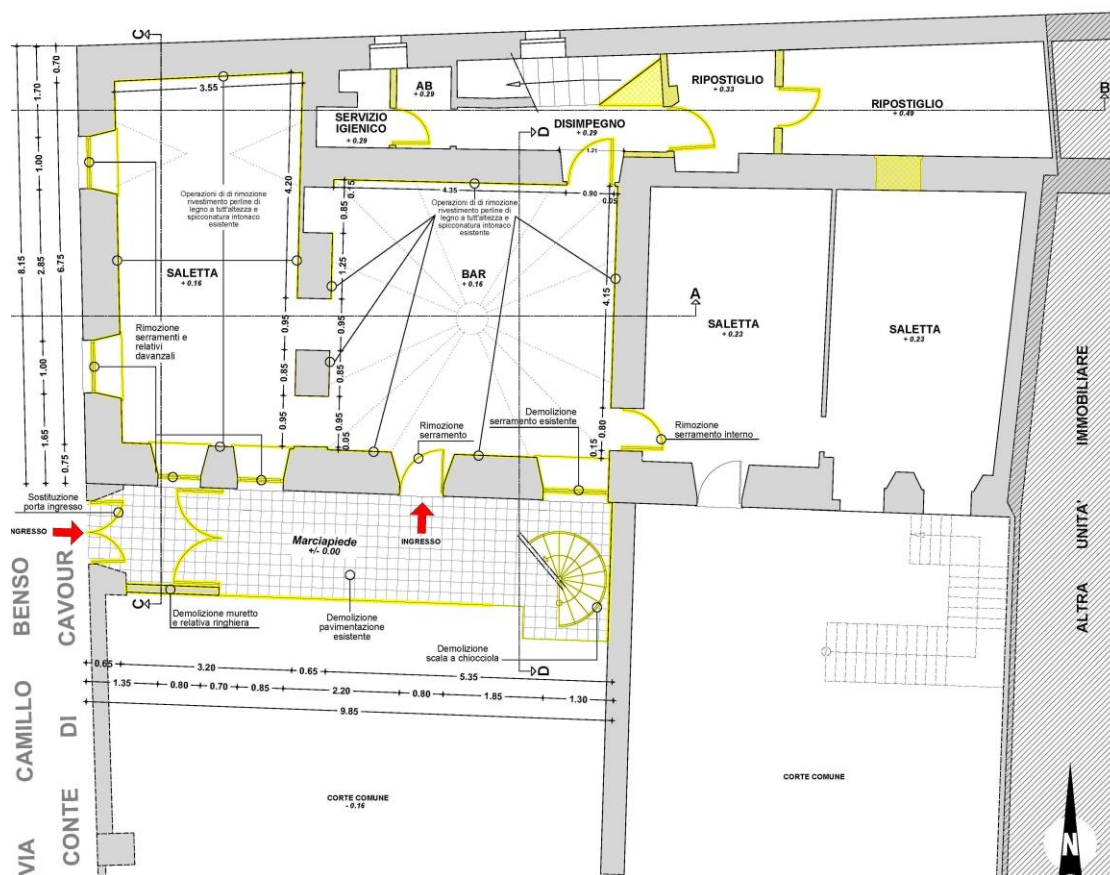 C
B
0.70
1.70
1.00
8.15
2.85
6.75
1.00
1.65
0.75
3.55
4.20
AB
+ 0.29
SERVIZIO
IGIENICO
+ 0.29
D
DISIMPEGNO
+ 0.29
RIPOSTIGLIO
+ 0.33
RIPOSTIGLIO
+ 0.49
1.21
4.35
0.90
0.05
0.15
0.85
1.25
0.95
0.85
0.95
0.05
0.95
0.85
0.95
Operazioni di di rimozione
rivestimento perline di
legno a tutt'altezza e
spicconatura intonaco
esistente
Operazioni di di rimozione
rivestimento perline di
legno a tutt'altezza e
spicconatura intonaco
esistente
SALETTA
+ 0.16
BAR
+ 0.16
4.15
0.80
0.15
A
SALETTA
+ 0.23
SALETTA
+ 0.23
Rimozione
serramenti e
relativi
davanzali
Rimozione
serramento
Demolizione
serramento esistente
Rimozione
serramento interno
Sostituzione
porta ingresso
INGRESSO
Marciapiede
+/- 0.00
INGRESSO
C
Demolizione muretto
e relativa ringhiera
Demolizione
pavimentazione
esistente
Demolizione
scala a chiocciola
D
0.65
3.20
0.65
5.35
1.35
0.80
0.70
0.85
2.20
0.80
1.85
1.30
9.85
CORTE COMUNE
- 0.16
CORTE COMUNE
VIA CAMILLO BENSO
CONTE DI CAVOUR
ALTRA UNITA' IMMOBILIARE
N